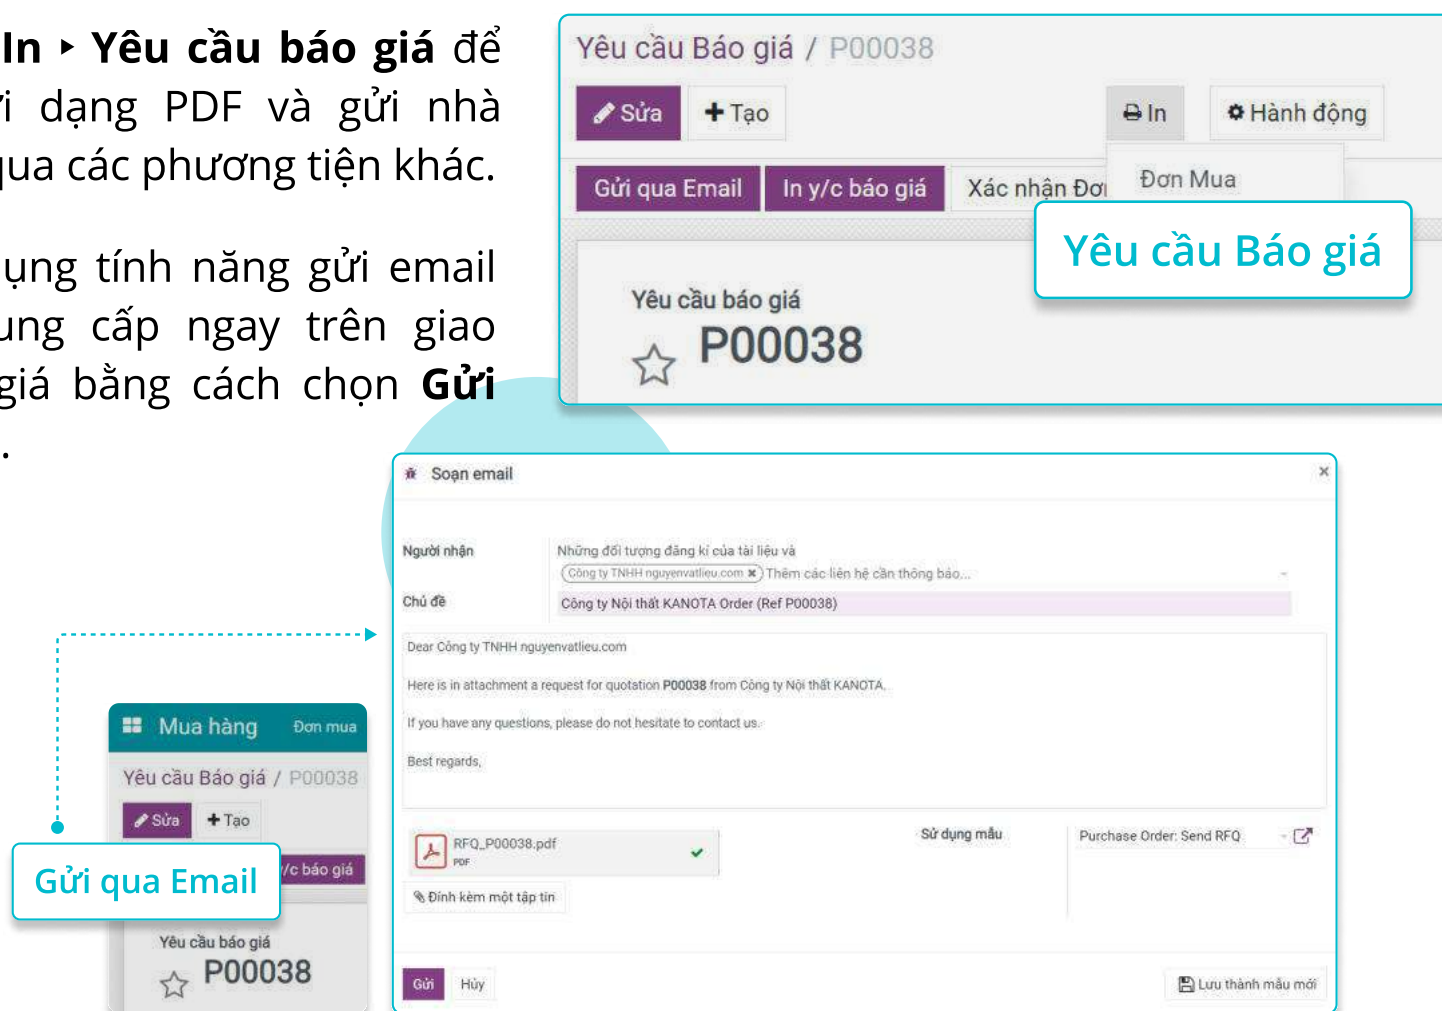 In ‣ Yêu cầu báo giá để
dạng PDF và gửi nhà
qua các phương tiện khác.
tính năng gửi email
cấp ngay trên giao
giá bằng cách chọn Gửi
.
Yêu cầu Báo giá / P00038
Sửa
Tạo
In
Hành động
Gửi qua Email
In y/c báo giá
Xác nhận
Đơn Mua
Yêu cầu Báo giá
Yêu cầu báo giá
P00038
Soạn email
×
Người nhận
Những đối tượng đăng kí của tài liệu và
Công ty TNHH nguyenvatlieu.com × Thêm các liên hệ cần thông báo...
Chủ đề
Công ty Nội thất KANOTA Order (Ref P00038)
Dear Công ty TNHH nguyenvatlieu.com
Here is in attachment a request for quotation P00038 from Công ty Nội thất KANOTA.
If you have any questions, please do not hesitate to contact us.
Best regards,
RFQ_P00038.pdf
PDF
Sử dụng mẫu
Purchase Order: Send RFQ
Đính kèm một tập tin
Gửi
Hủy
Lưu thành mẫu mới
Mua hàng
Đơn mua
Yêu cầu Báo giá / P00038
Sửa
Tạo
/c báo giá
Gửi qua Email
Yêu cầu báo giá
P00038